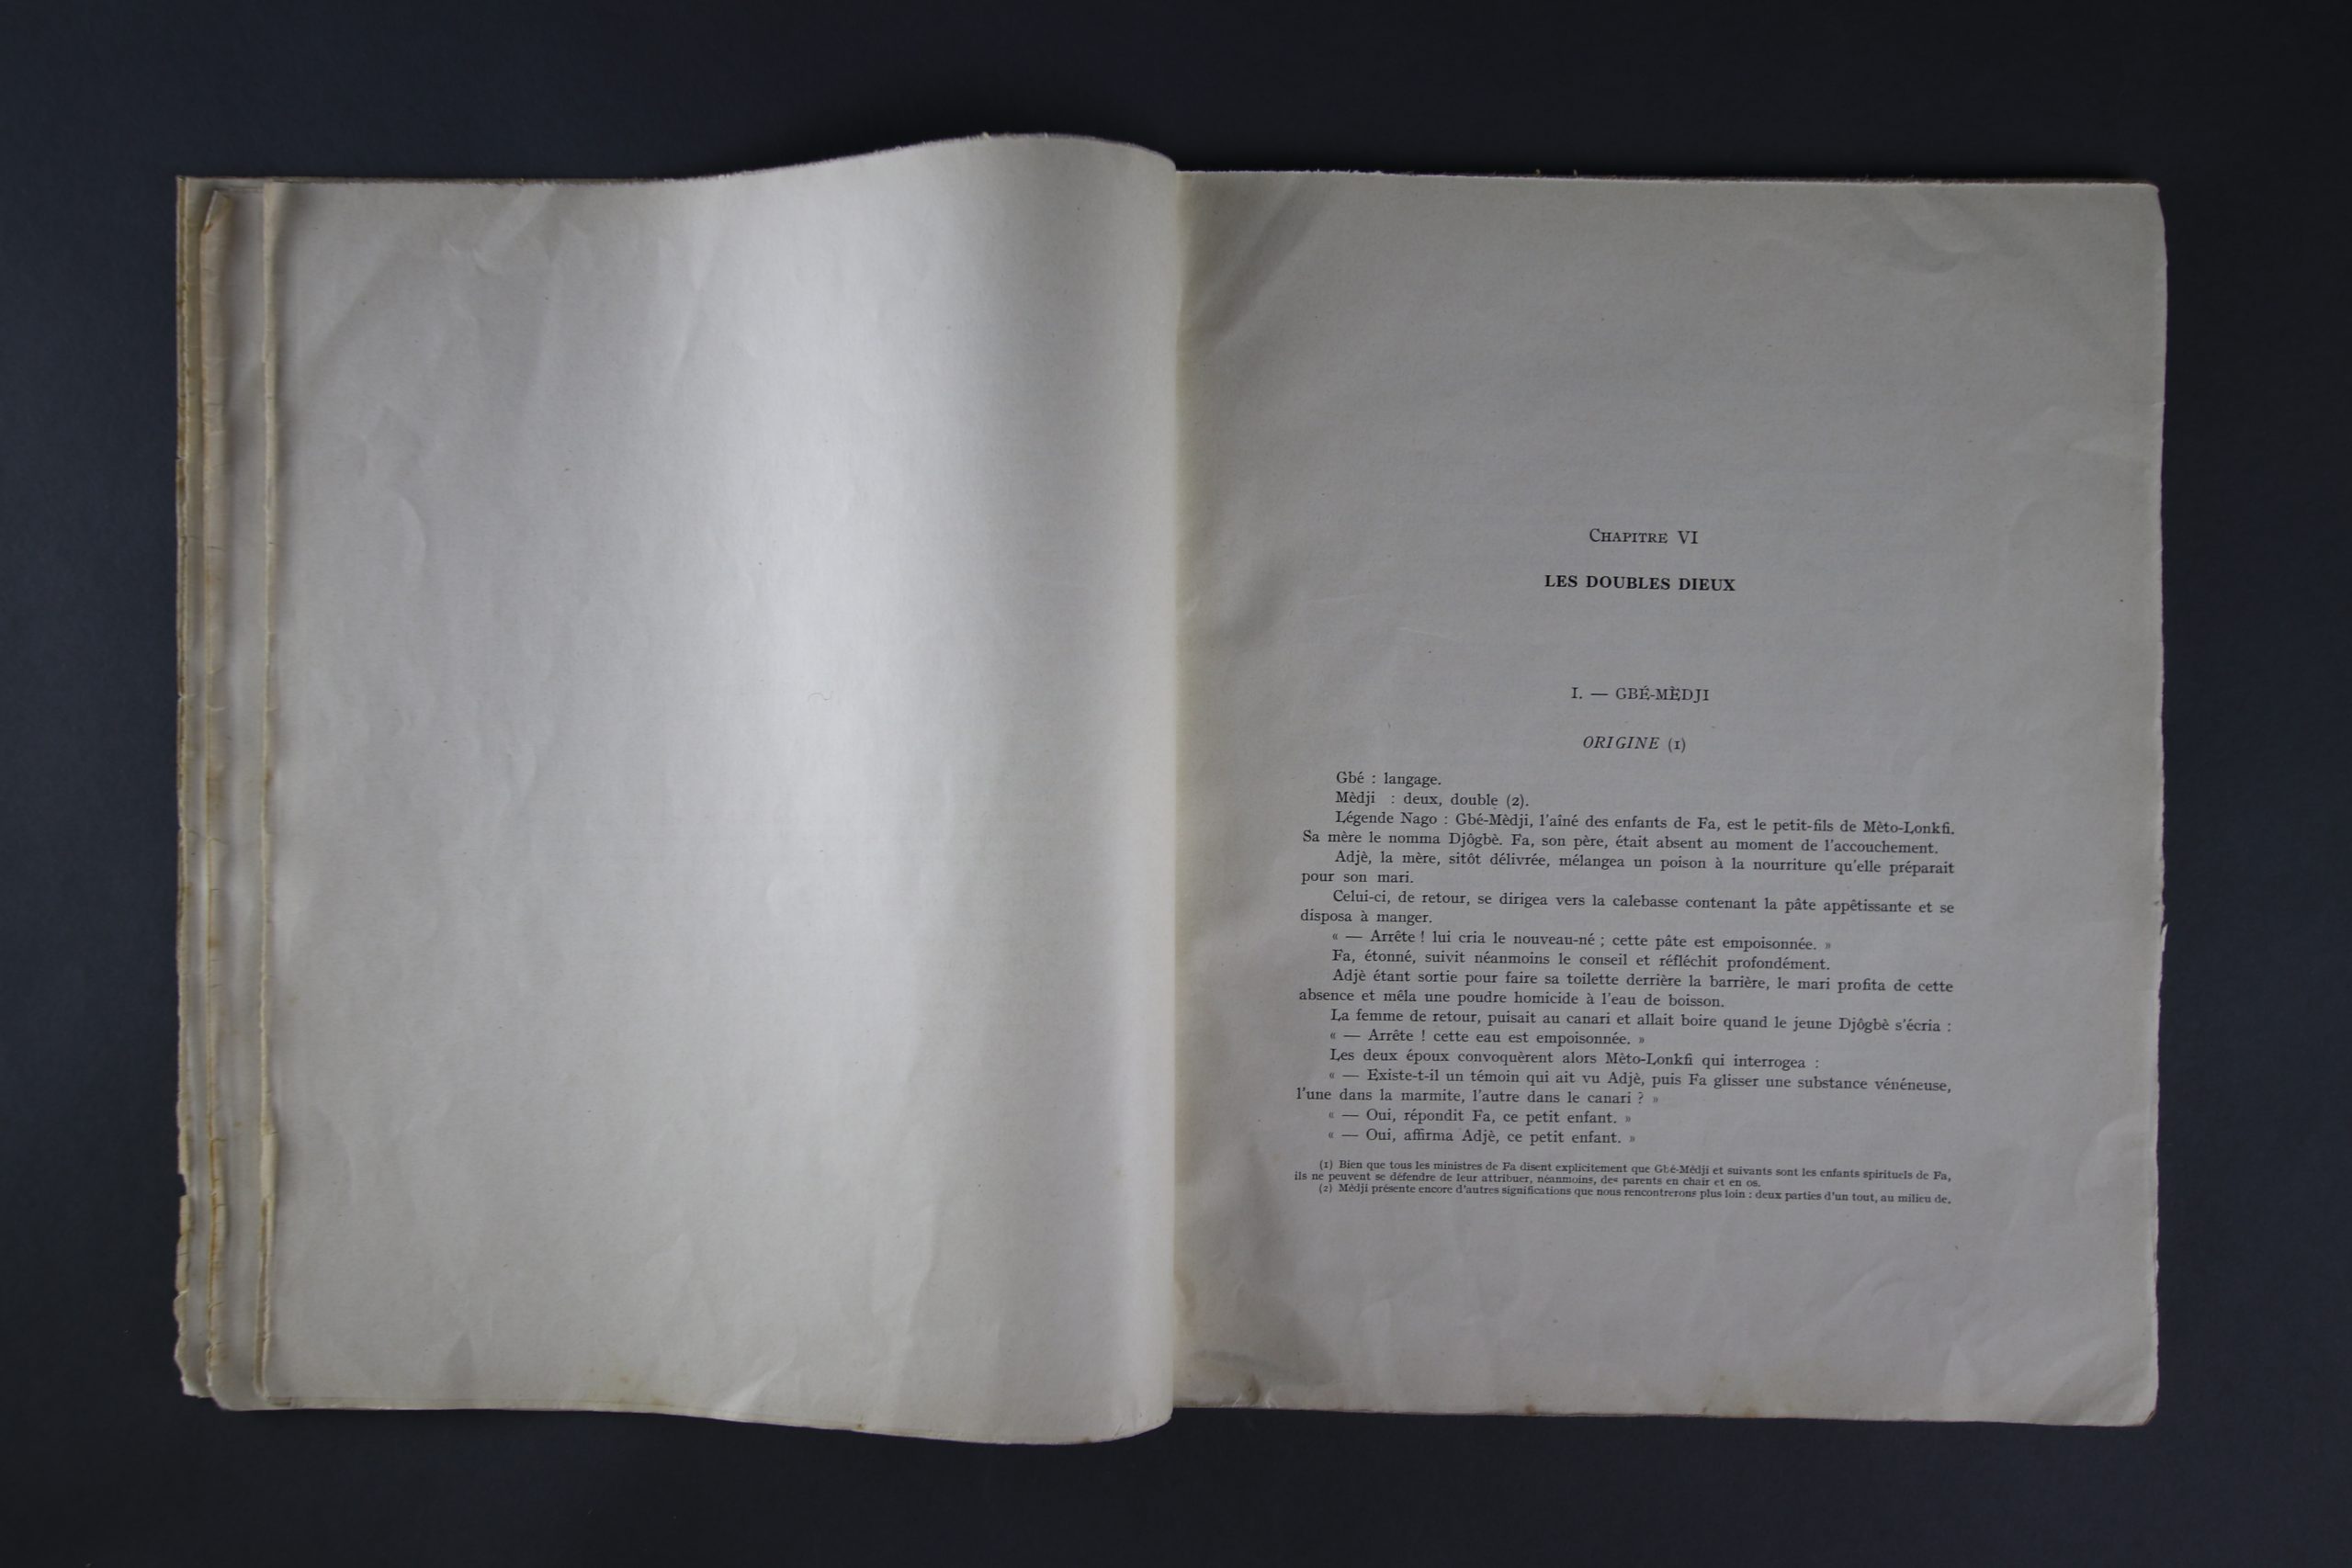 CHAPITRE VI
LES DOUBLES DIEUX
I. — GBÉ-MÈDJI
ORIGINE (1)
Gbé : langage.
Mèdji : deux, double (2).
Légende Nago : Gbé-Mèdji, l'aîné des enfants de Fa, est le petit-fils de Mèto-Lonkfi.
Sa mère le nomma Djôgbè. Fa, son père, était absent au moment de l'accouchement.
Adjè, la mère, sitôt délivrée, mélangea un poison à la nourriture qu'elle préparait
pour son mari.
Celui-ci, de retour, se dirigea vers la calebasse contenant la pâte appêtissante et se
disposa à manger.
« — Arrête ! lui cria le nouveau-né ; cette pâte est empoisonnée. »
Fa, étonné, suivit néanmoins le conseil et réfléchit profondément.
Adjè étant sortie pour faire sa toilette derrière la barrière, le mari profita de cette
absence et mêla une poudre homicide à l'eau de boisson.
La femme de retour, puisait au canari et allait boire quand le jeune Djôgbè s'écria :
« — Arrête ! cette eau est empoisonnée. »
Les deux époux convoquèrent alors Mèto-Lonkfi qui interrogea :
« — Existe-t-il un témoin qui ait vu Adjè, puis Fa glisser une substance vénéneuse,
l'une dans la marmite, l'autre dans le canari ? »
« — Oui, répondit Fa, ce petit enfant. »
« — Oui, affirma Adjè, ce petit enfant. »
(1) Bien que tous les ministres de Fa disent explicitement que Gbé-Mèdji et suivants sont les enfants spirituels de Fa,
ils ne peuvent se défendre de leur attribuer, néanmoins, des parents en chair et en os.
(2) Mèdji présente encore d'autres significations que nous rencontrerons plus loin : deux parties d'un tout, au milieu de.